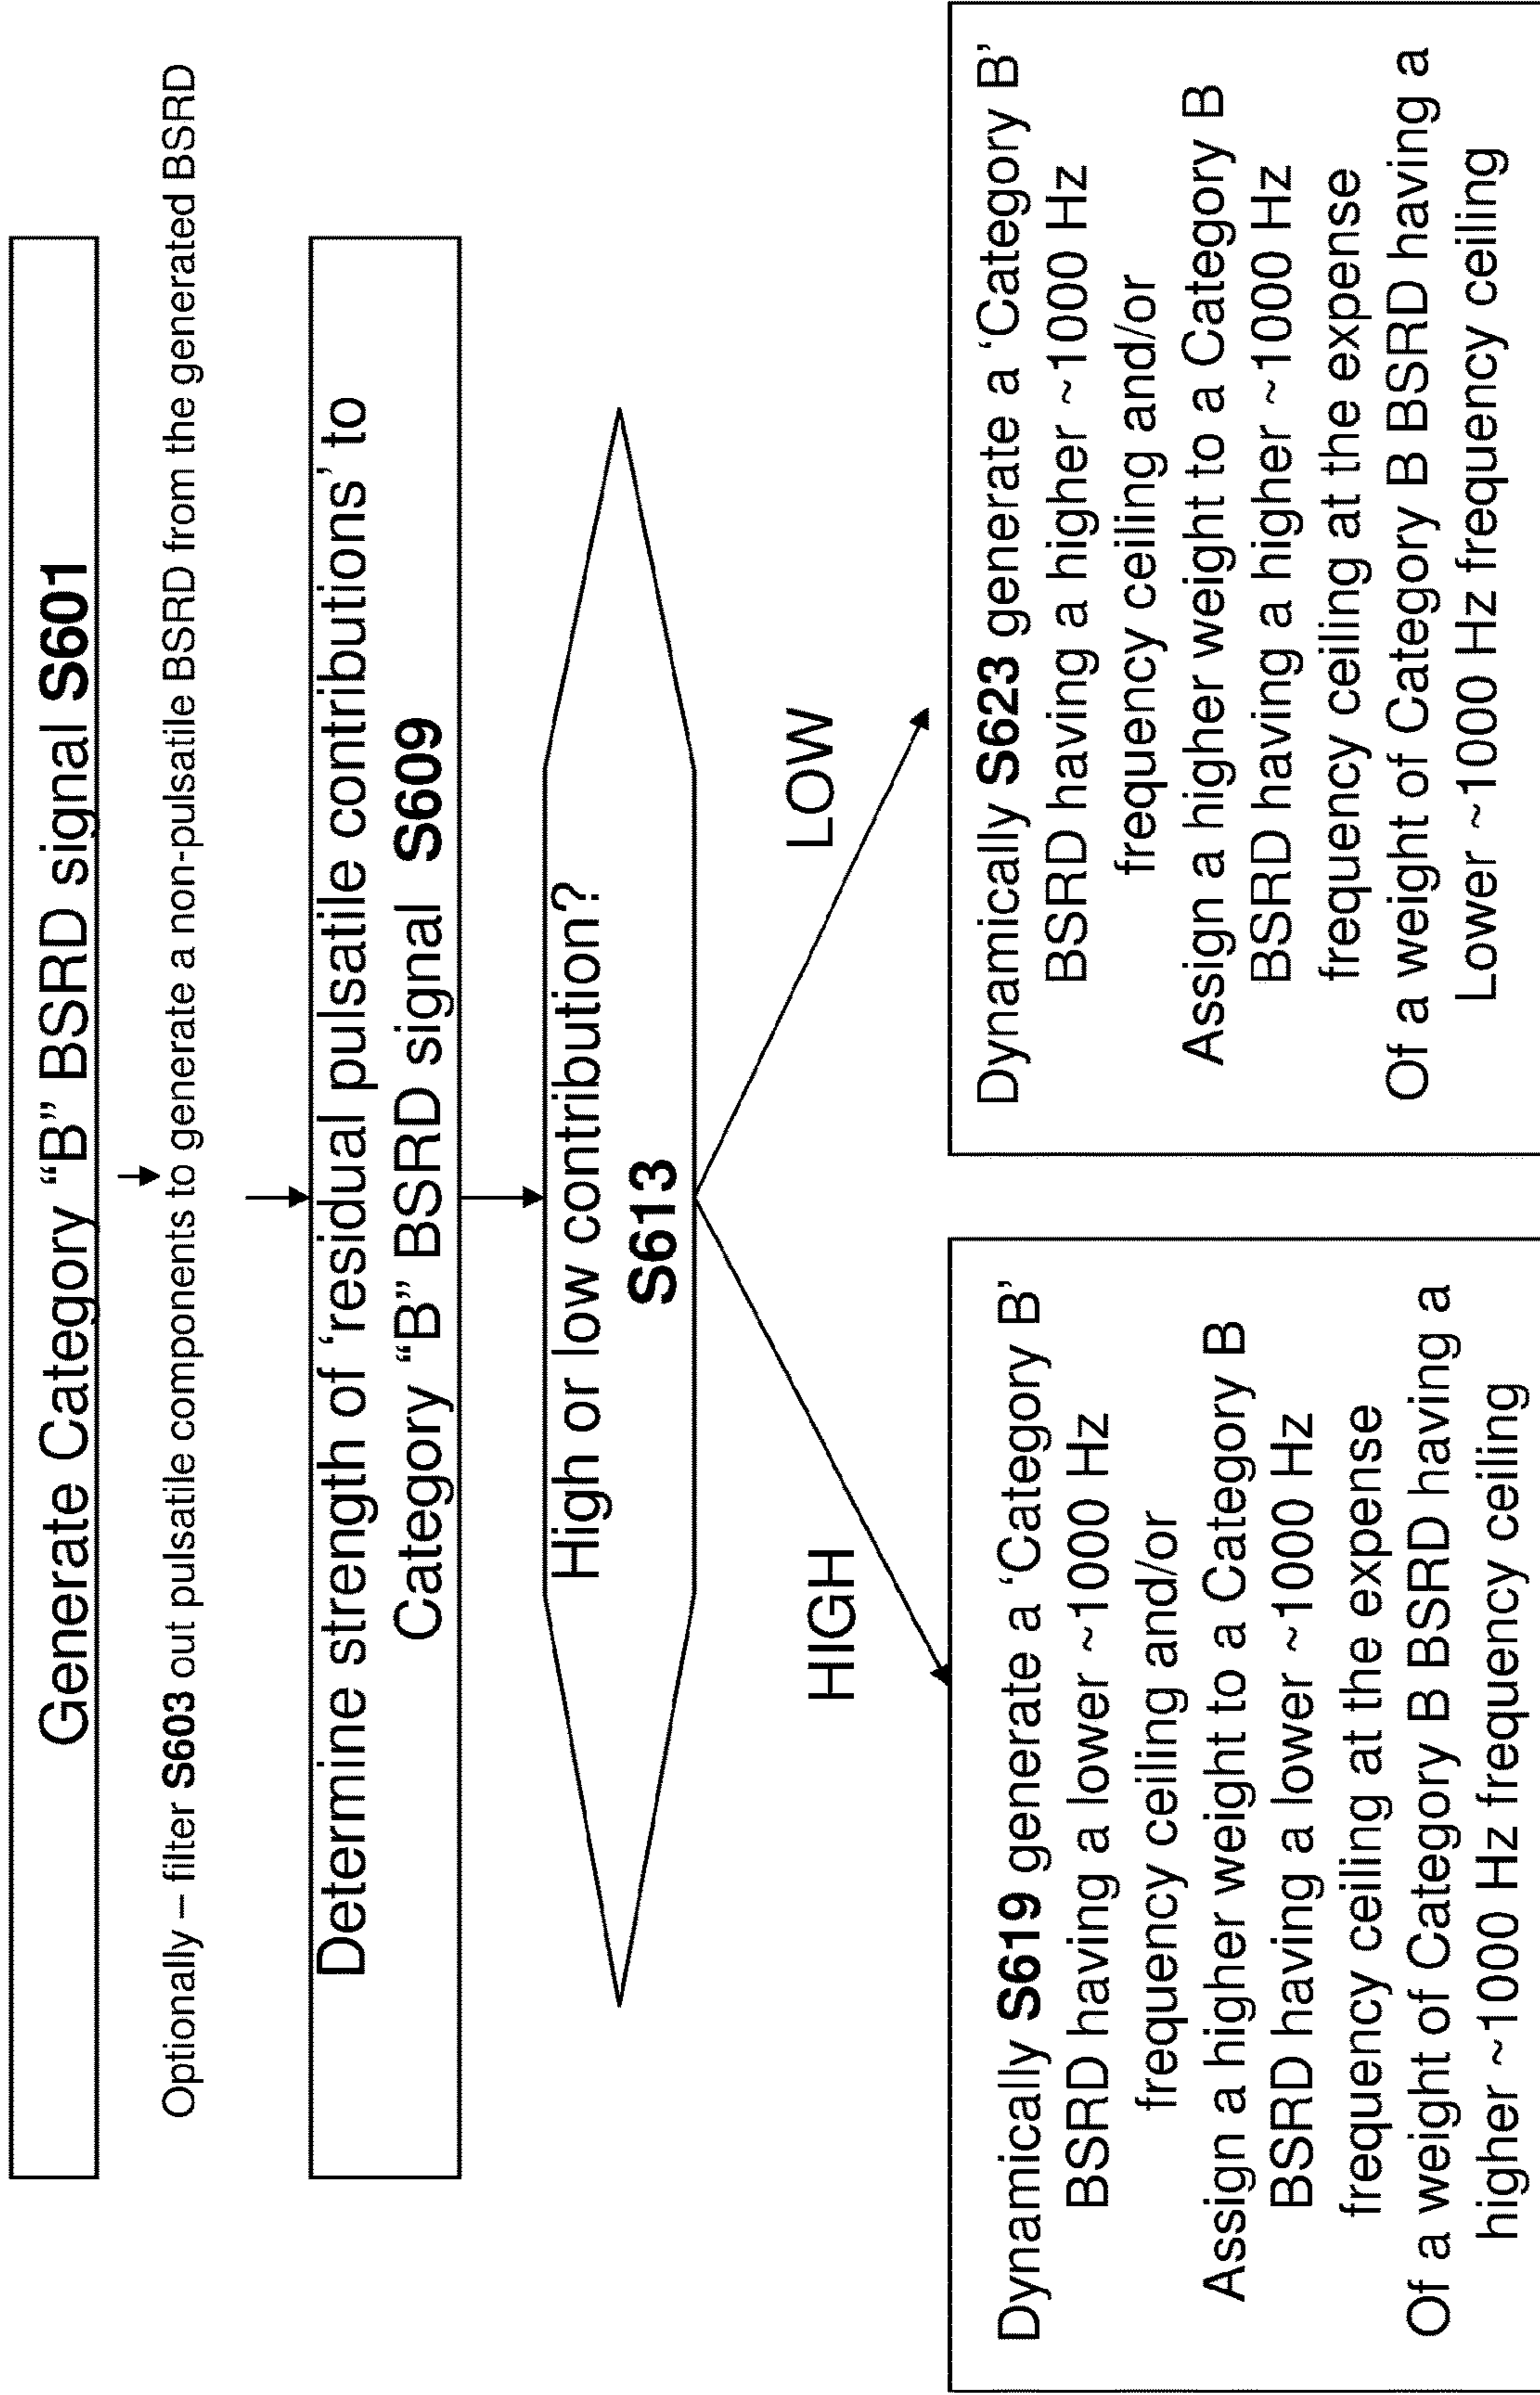 Generate Category “B” BSRD signal S601
Optionally – filter S603 out pulsatile components to generate a non-pulsatile BSRD from the generated BSRD
Determine strength of ‘residual pulsatile contributions’ to
Category “B” BSRD signal S609
High or low contribution?
S613
HIGH
LOW
Dynamically S619 generate a ‘Category B’
BSRD having a lower ~1000 Hz
frequency ceiling and/or
Assign a higher weight to a Category B
BSRD having a lower ~1000 Hz
frequency ceiling at the expense
Of a weight of Category B BSRD having a
higher ~1000 Hz frequency ceiling
Dynamically S623 generate a ‘Category B’
BSRD having a higher ~1000 Hz
frequency ceiling and/or
Assign a higher weight to a Category B
BSRD having a higher ~1000 Hz
frequency ceiling at the expense
Of a weight of Category B BSRD having a
Lower ~1000 Hz frequency ceiling